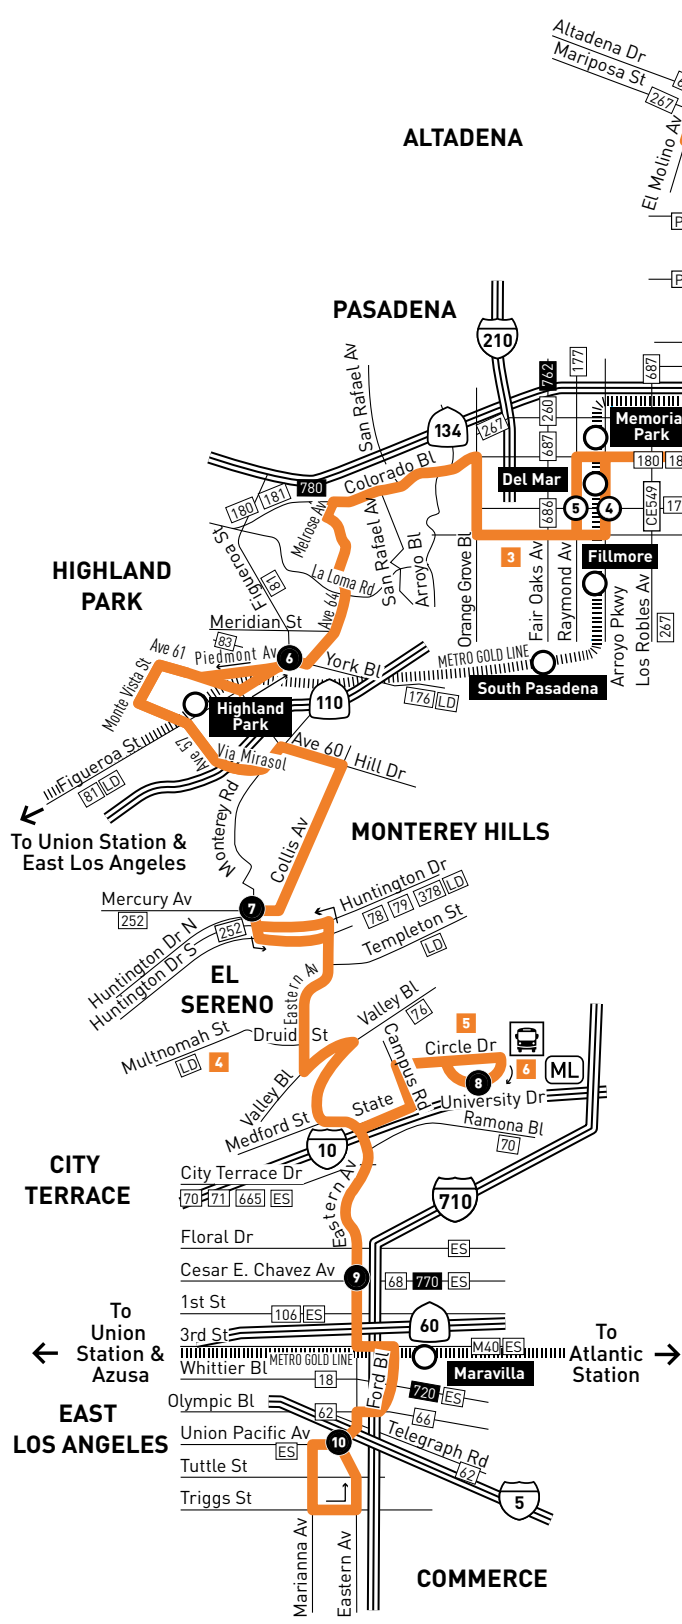 Altadena Dr
Mariposa St
6
267
El Molino Av
ALTADENA
P
P
PASADENA
210
San Rafael Av
762
177
687
260
134
267
687
Memoria
Park
Colorado Bl
780
180
181
Del Mar
180
18
Melrose Av
San Rafael Av
Arroyo Bl
686
5
4
CE549
17
Figueroa St
81
HIGHLAND
PARK
La Loma Rd
Orange Grove Bl
3
Fair Oaks Av
Raymond Av
Fillmore
Arroyo Pkwy
Los Robles Av
267
Ave 64
Meridian St
83
Ave 61
Piedmont Av
6
York Bl
METRO GOLD LINE
South Pasadena
Monte Vista St
Highland
Park
110
176
LD
Figueroa St
81
LD
Ave 57
Via Mirasol
Ave 60
Hill Dr
To Union Station &
East Los Angeles
Monterey Rd
Collis Av
MONTEREY HILLS
Mercury Av
252
7
Huntington Dr
78
79
378
LD
252
Huntington Dr N
Huntington Dr S
Templeton St
LD
EL
SERENO
Eastern Av
Multnomah St
LD
4
Druid St
Valley Bl
76
Valley Bl
Campus Rd
5
Circle Dr
6
ML
8
University Dr
State
Medford St
Ramona Bl
70
10
CITY
TERRACE
City Terrace Dr
70
71
665
ES
Eastern Av
710
Floral Dr
ES
Cesar E. Chavez Av
9
68
770
ES
1st St
106
ES
60
To
Union
Station &
Azusa
3rd St
METRO GOLD LINE
M40
ES
To
Atlantic
Station
Maravilla
Whittier Bl
18
Ford Bl
720
ES
Olympic Bl
62
66
EAST
LOS ANGELES
Union Pacific Av
ES
10
Telegraph Rd
62
Tuttle St
Triggs St
5
Marianna Av
Eastern Av
COMMERCE